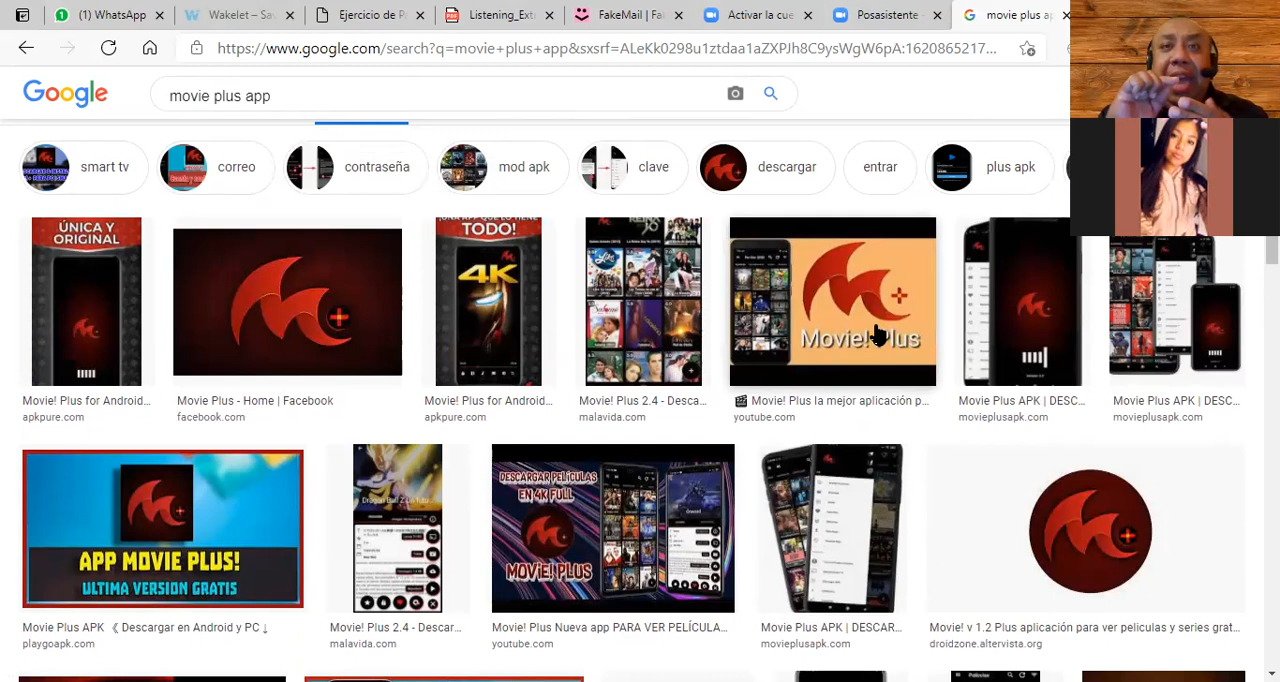 (1) WhatsApp
Wakelet – Sav
Ejercicio de P
Listening_Ext
FakeMail | Fa
Activar la cue
Posasistente -
movie plus ap
https://www.google.com/search?q=movie+plus+app&sxsrf=ALeKk0298u1ztdaa1aZXPJh8C9ysWgW6pA:1620865217...
Google
movie plus app
smart tv
correo
contraseña
mod apk
clave
descargar
entrar
plus apk
ÚNICA Y
ORIGINAL
¡UNA APP QUE LO TIENE
TODO!
4K
Movie! Plus
Movie! Plus for Android...
apkpure.com
Movie Plus - Home | Facebook
facebook.com
Movie! Plus for Android...
apkpure.com
Movie! Plus 2.4 - Desca...
malavida.com
Movie! Plus la mejor aplicación p...
youtube.com
Movie Plus APK | DESC...
movieplusapk.com
Movie Plus APK | DESC...
movieplusapk.com
APP MOVIE PLUS!
ULTIMA VERSION GRATIS
DESCARGAR PELÍCULAS
EN 4K FULL
MOVIE! PLUS
Movie Plus APK 《 Descargar en Android y PC ↓
playgoapk.com
Movie! Plus 2.4 - Descar...
malavida.com
Movie! Plus Nueva app PARA VER PELÍCULA...
youtube.com
Movie Plus APK | DESCAR...
movieplusapk.com
Movie! v 1.2 Plus aplicación para ver peliculas y series grat...
droidzone.altervista.org